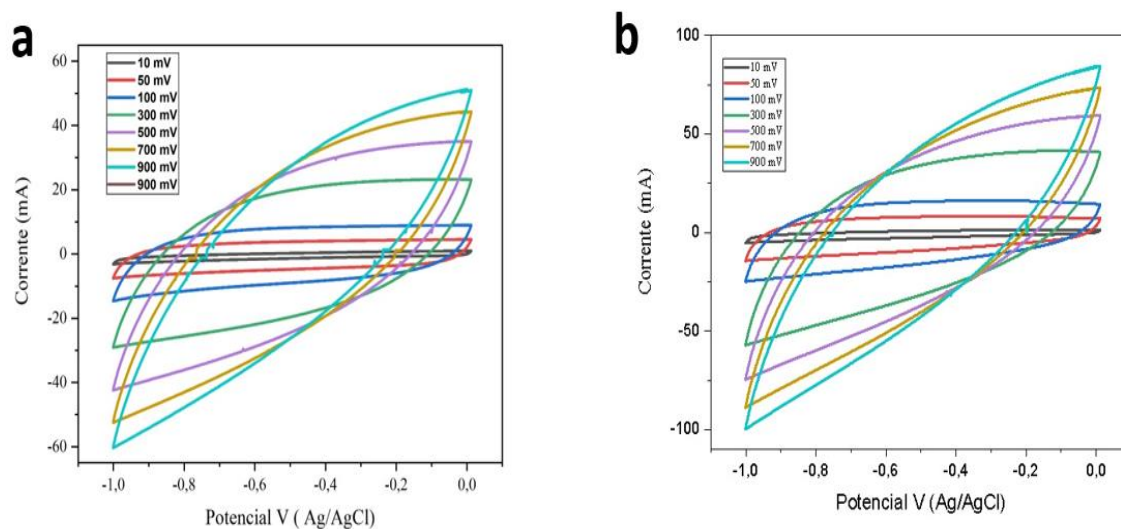 a
60
40
20
0
-20
-40
-60
Corrente (mA)
10 mV
50 mV
100 mV
300 mV
500 mV
700 mV
900 mV
900 mV
-1,0 -0,8 -0,6 -0,4 -0,2 0,0
Potencial V ( Ag/AgCl)
b
100
50
0
-50
-100
Corrente (mA)
10 mV
50 mV
100 mV
300 mV
500 mV
700 mV
900 mV
-1,0 -0,8 -0,6 -0,4 -0,2 0,0
Potencial V (Ag/AgCl)